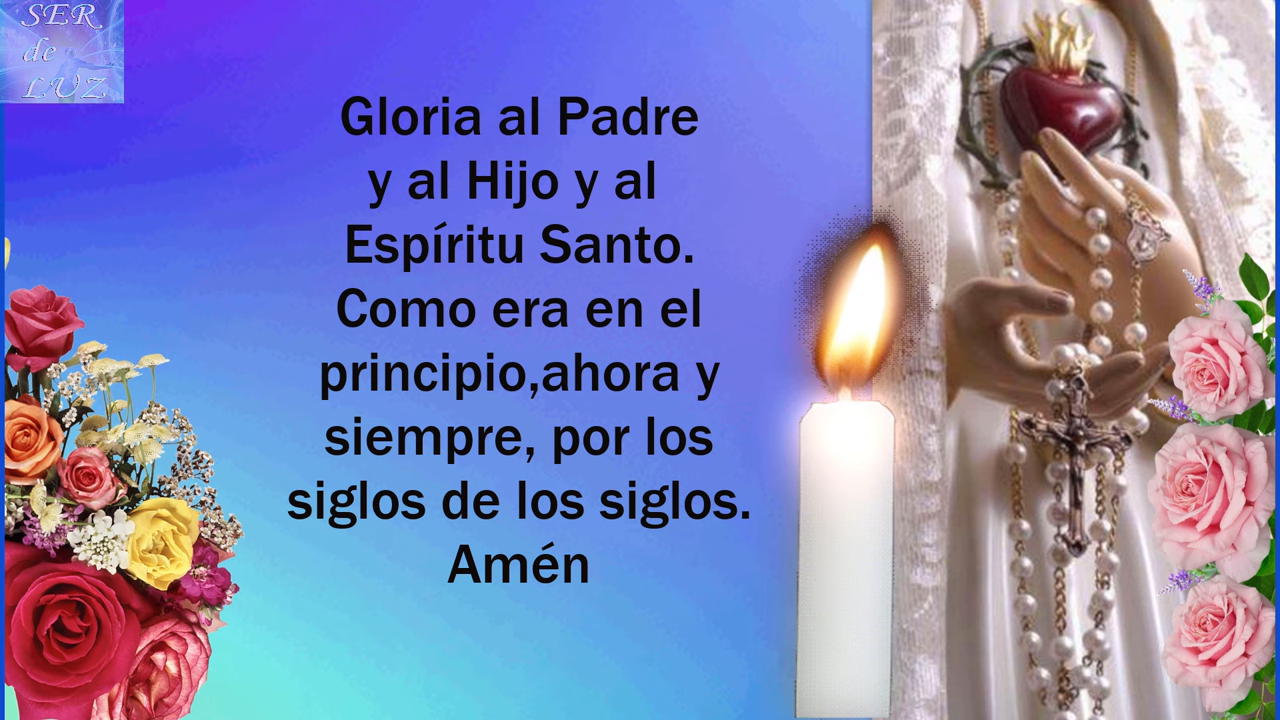 SER
de
LUZ
Gloria al Padre
y al Hijo y al
Espíritu Santo.
Como era en el
principio,ahora y
siempre, por los
siglos de los siglos.
Amén